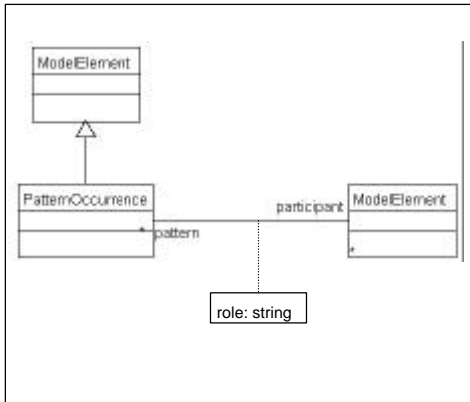 ModelElement
PatternOccurrence
participant
ModelElement
* pattern
*
role: string